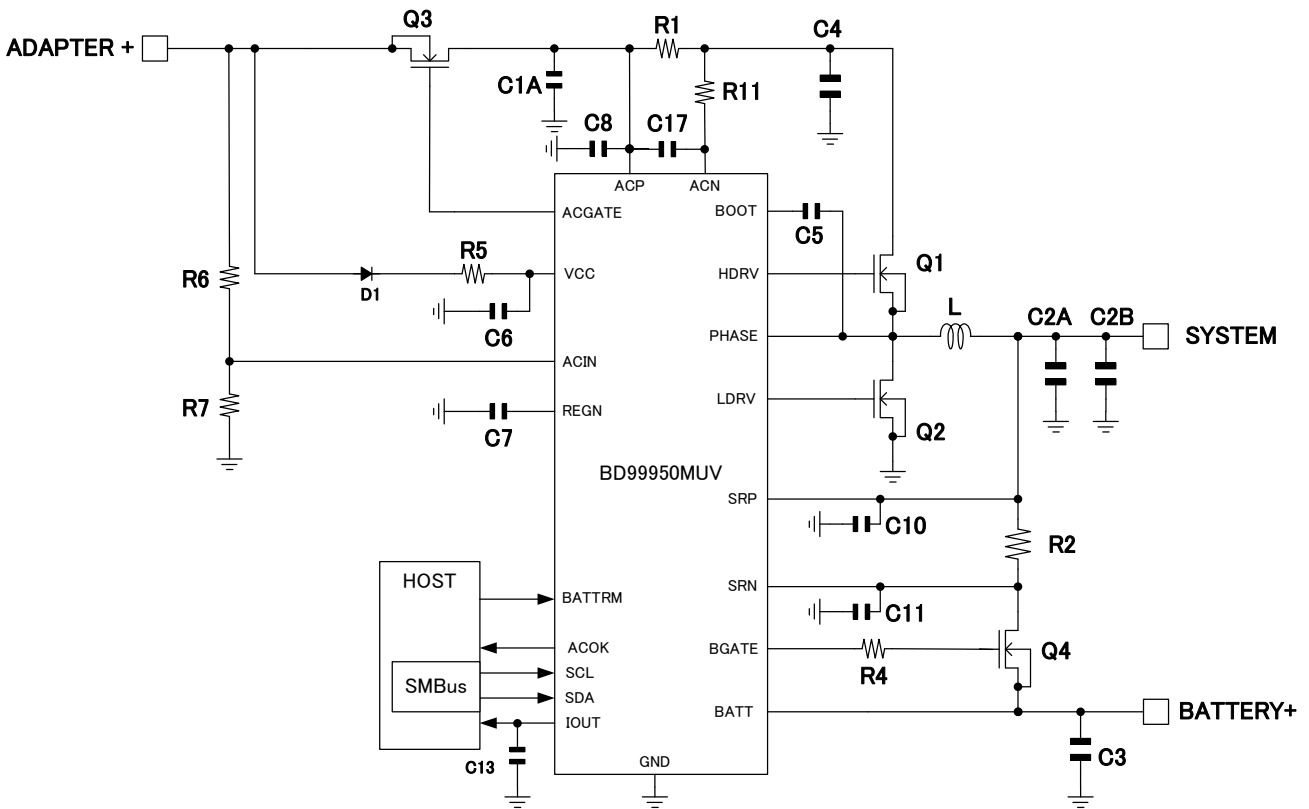 Q3
R1
C4
ADAPTER +
C1A
R11
C8
C17
ACP
ACN
ACGATE
BOOT
C5
R6
D1
R5
VCC
HDRV
Q1
C6
L
C2A
C2B
PHASE
SYSTEM
ACIN
R7
LDRV
Q2
REGN
C7
BD99950MUV
SRP
C10
R2
HOST
BATTRM
SRN
C11
ACOK
BGATE
R4
Q4
SMBus
SCL
SDA
IOUT
BATT
BATTERY+
C13
GND
C3